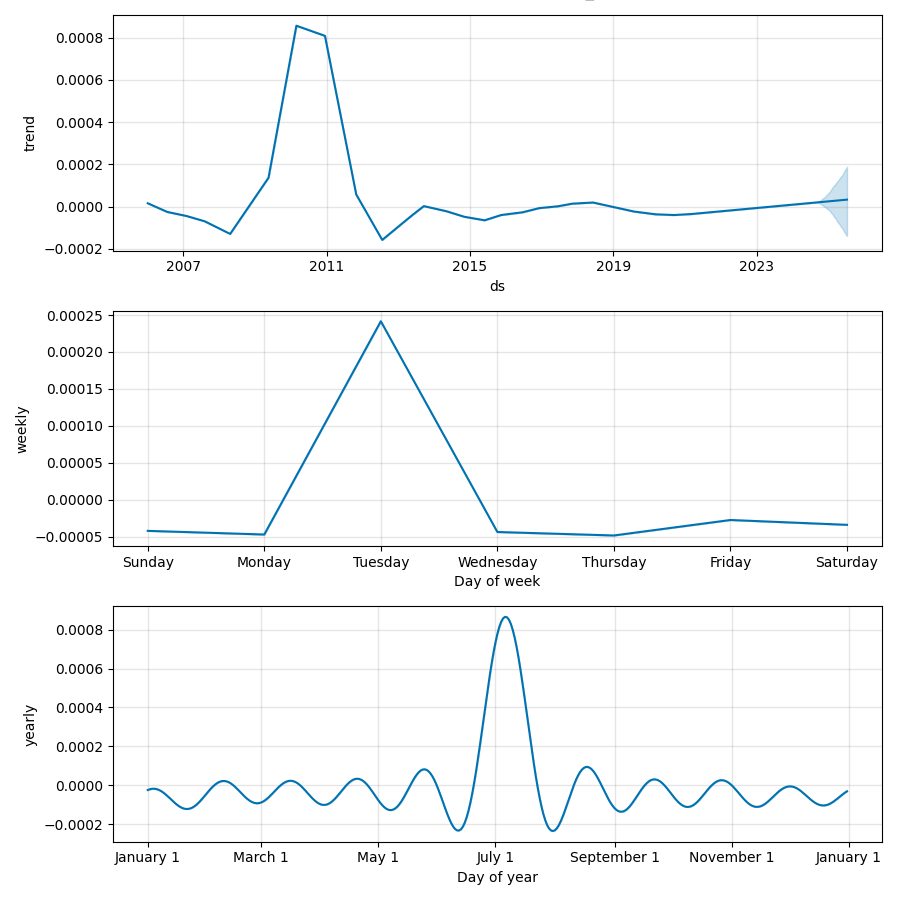 0.0008
0.0006
0.0004
0.0002
0.0000
−0.0002
trend
2007 2011 2015 2019 2023
ds
0.00025
0.00020
0.00015
0.00010
0.00005
0.00000
−0.00005
weekly
Sunday Monday Tuesday Wednesday Thursday Friday Saturday
Day of week
0.0008
0.0006
0.0004
0.0002
0.0000
−0.0002
yearly
January 1 March 1 May 1 July 1 September 1 November 1 January 1
Day of year